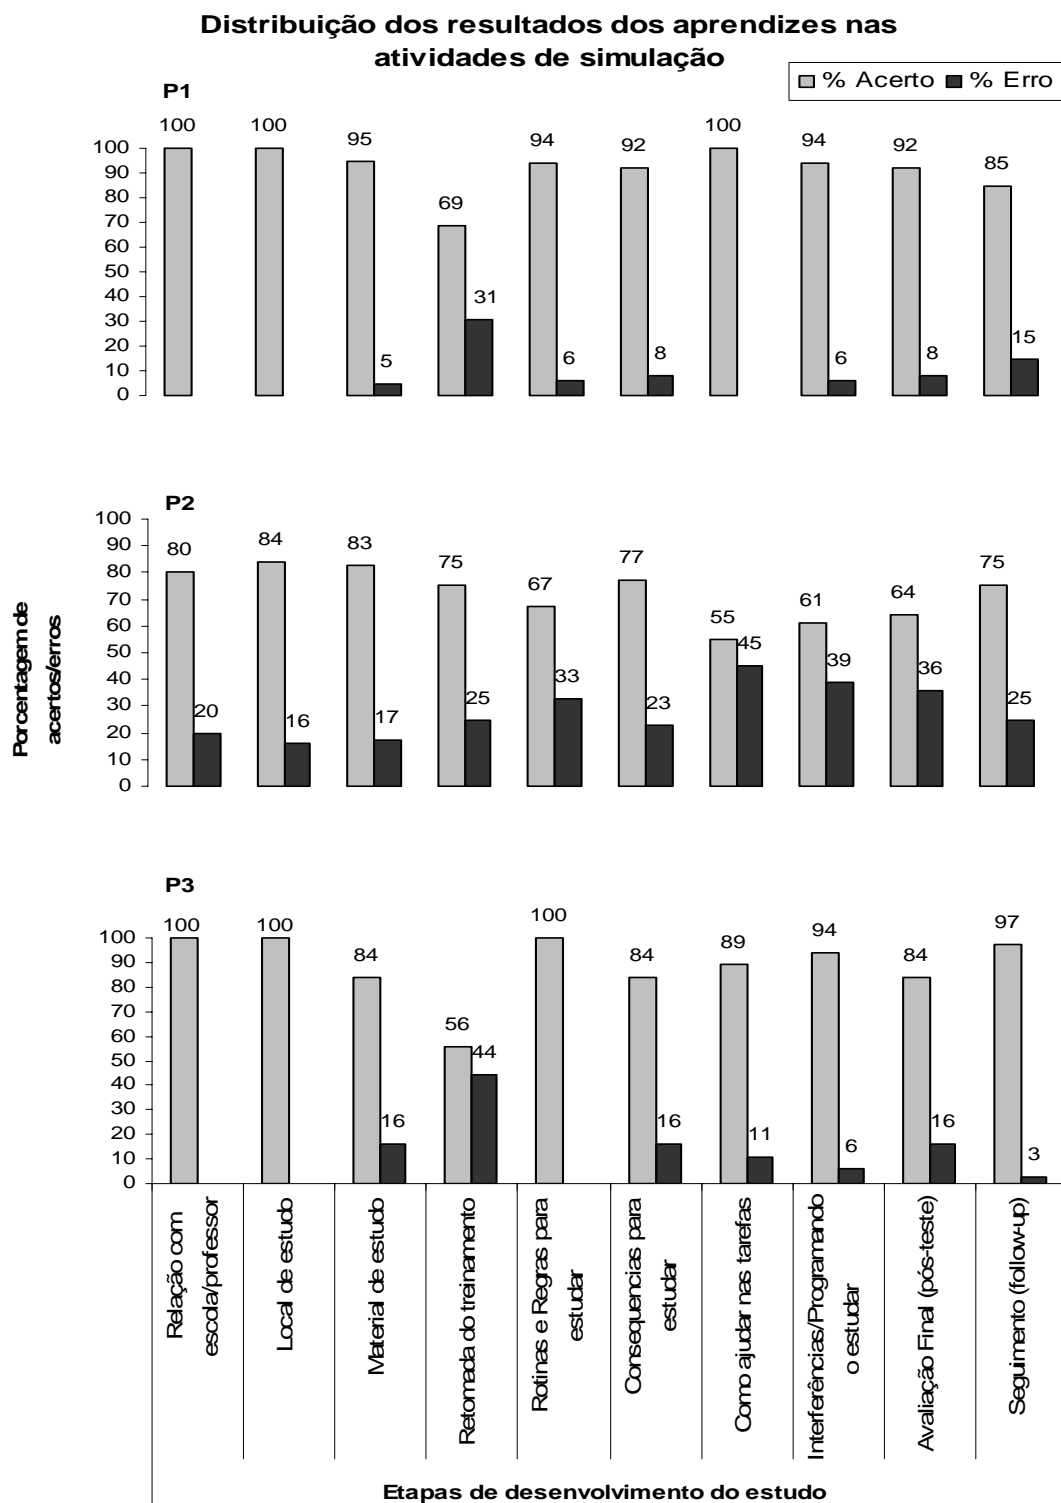 Distribuição dos resultados dos aprendizes nas
atividades de simulação
% Acerto % Erro
P1
100 100 95 69 31 94 92 100 94 92 85
5 6 8 6 8 15
100
90
80
70
60
50
40
30
20
10
0
Porcentagem de
acertos/erros
P2
80 84 83 75 67 77 55 61 64 75
20 16 17 25 33 23 45 39 36 25
100
90
80
70
60
50
40
30
20
10
0
P3
100 100 84 56 100 84 89 94 84 97
16 44 16 11 6 16 3
100
90
80
70
60
50
40
30
20
10
0
Relação com
escola/professor
Local de estudo
Material de estudo
Retomada do treinamento
Rotinas e Regras para
estudar
Consequencias para
estudar
Como ajudar nas tarefas
Interferências/Programando
o estudar
Avaliação Final (pós-teste)
Seguimento (follow-up)
Etapas de desenvolvimento do estudo